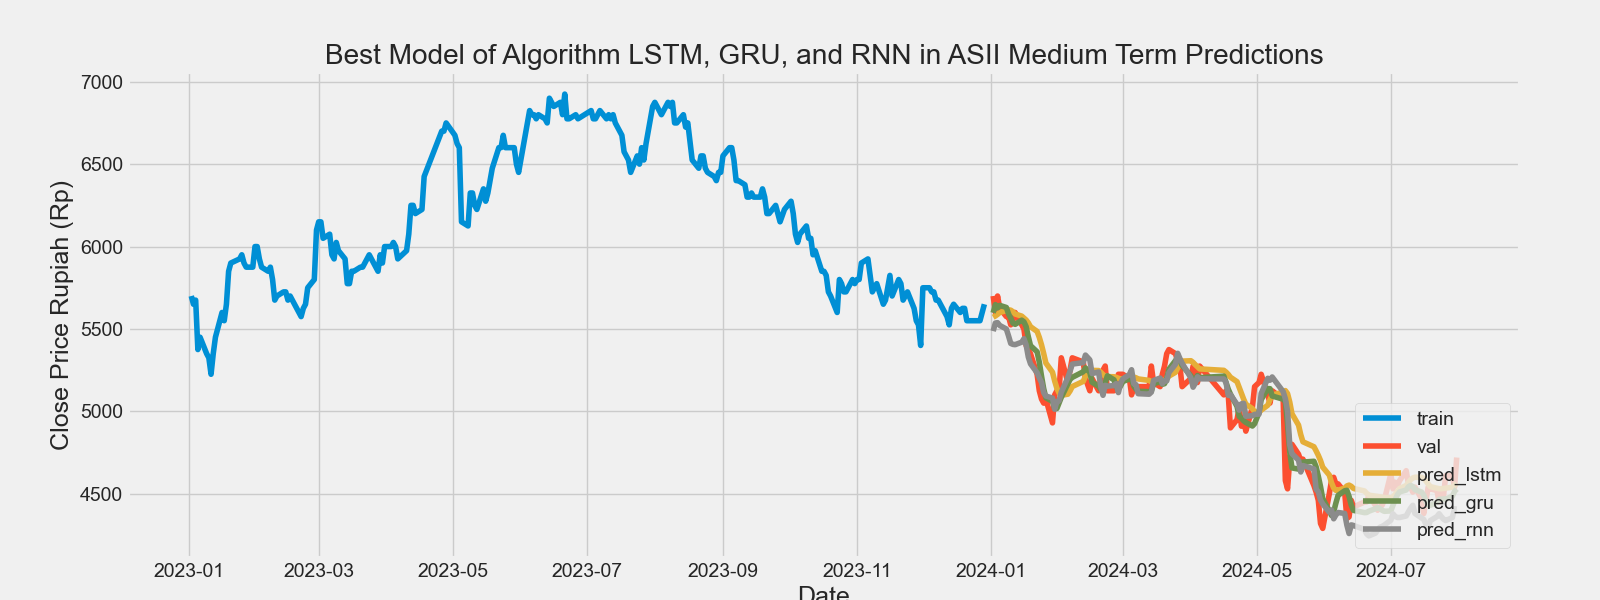 Best Model of Algorithm LSTM, GRU, and RNN in ASII Medium Term Predictions
Close Price Rupiah (Rp)
7000
6500
6000
5500
5000
4500
train
val
pred_lstm
pred_gru
pred_rnn
2023-01 2023-03 2023-05 2023-07 2023-09 2023-11 2024-01 2024-03 2024-05 2024-07
Date